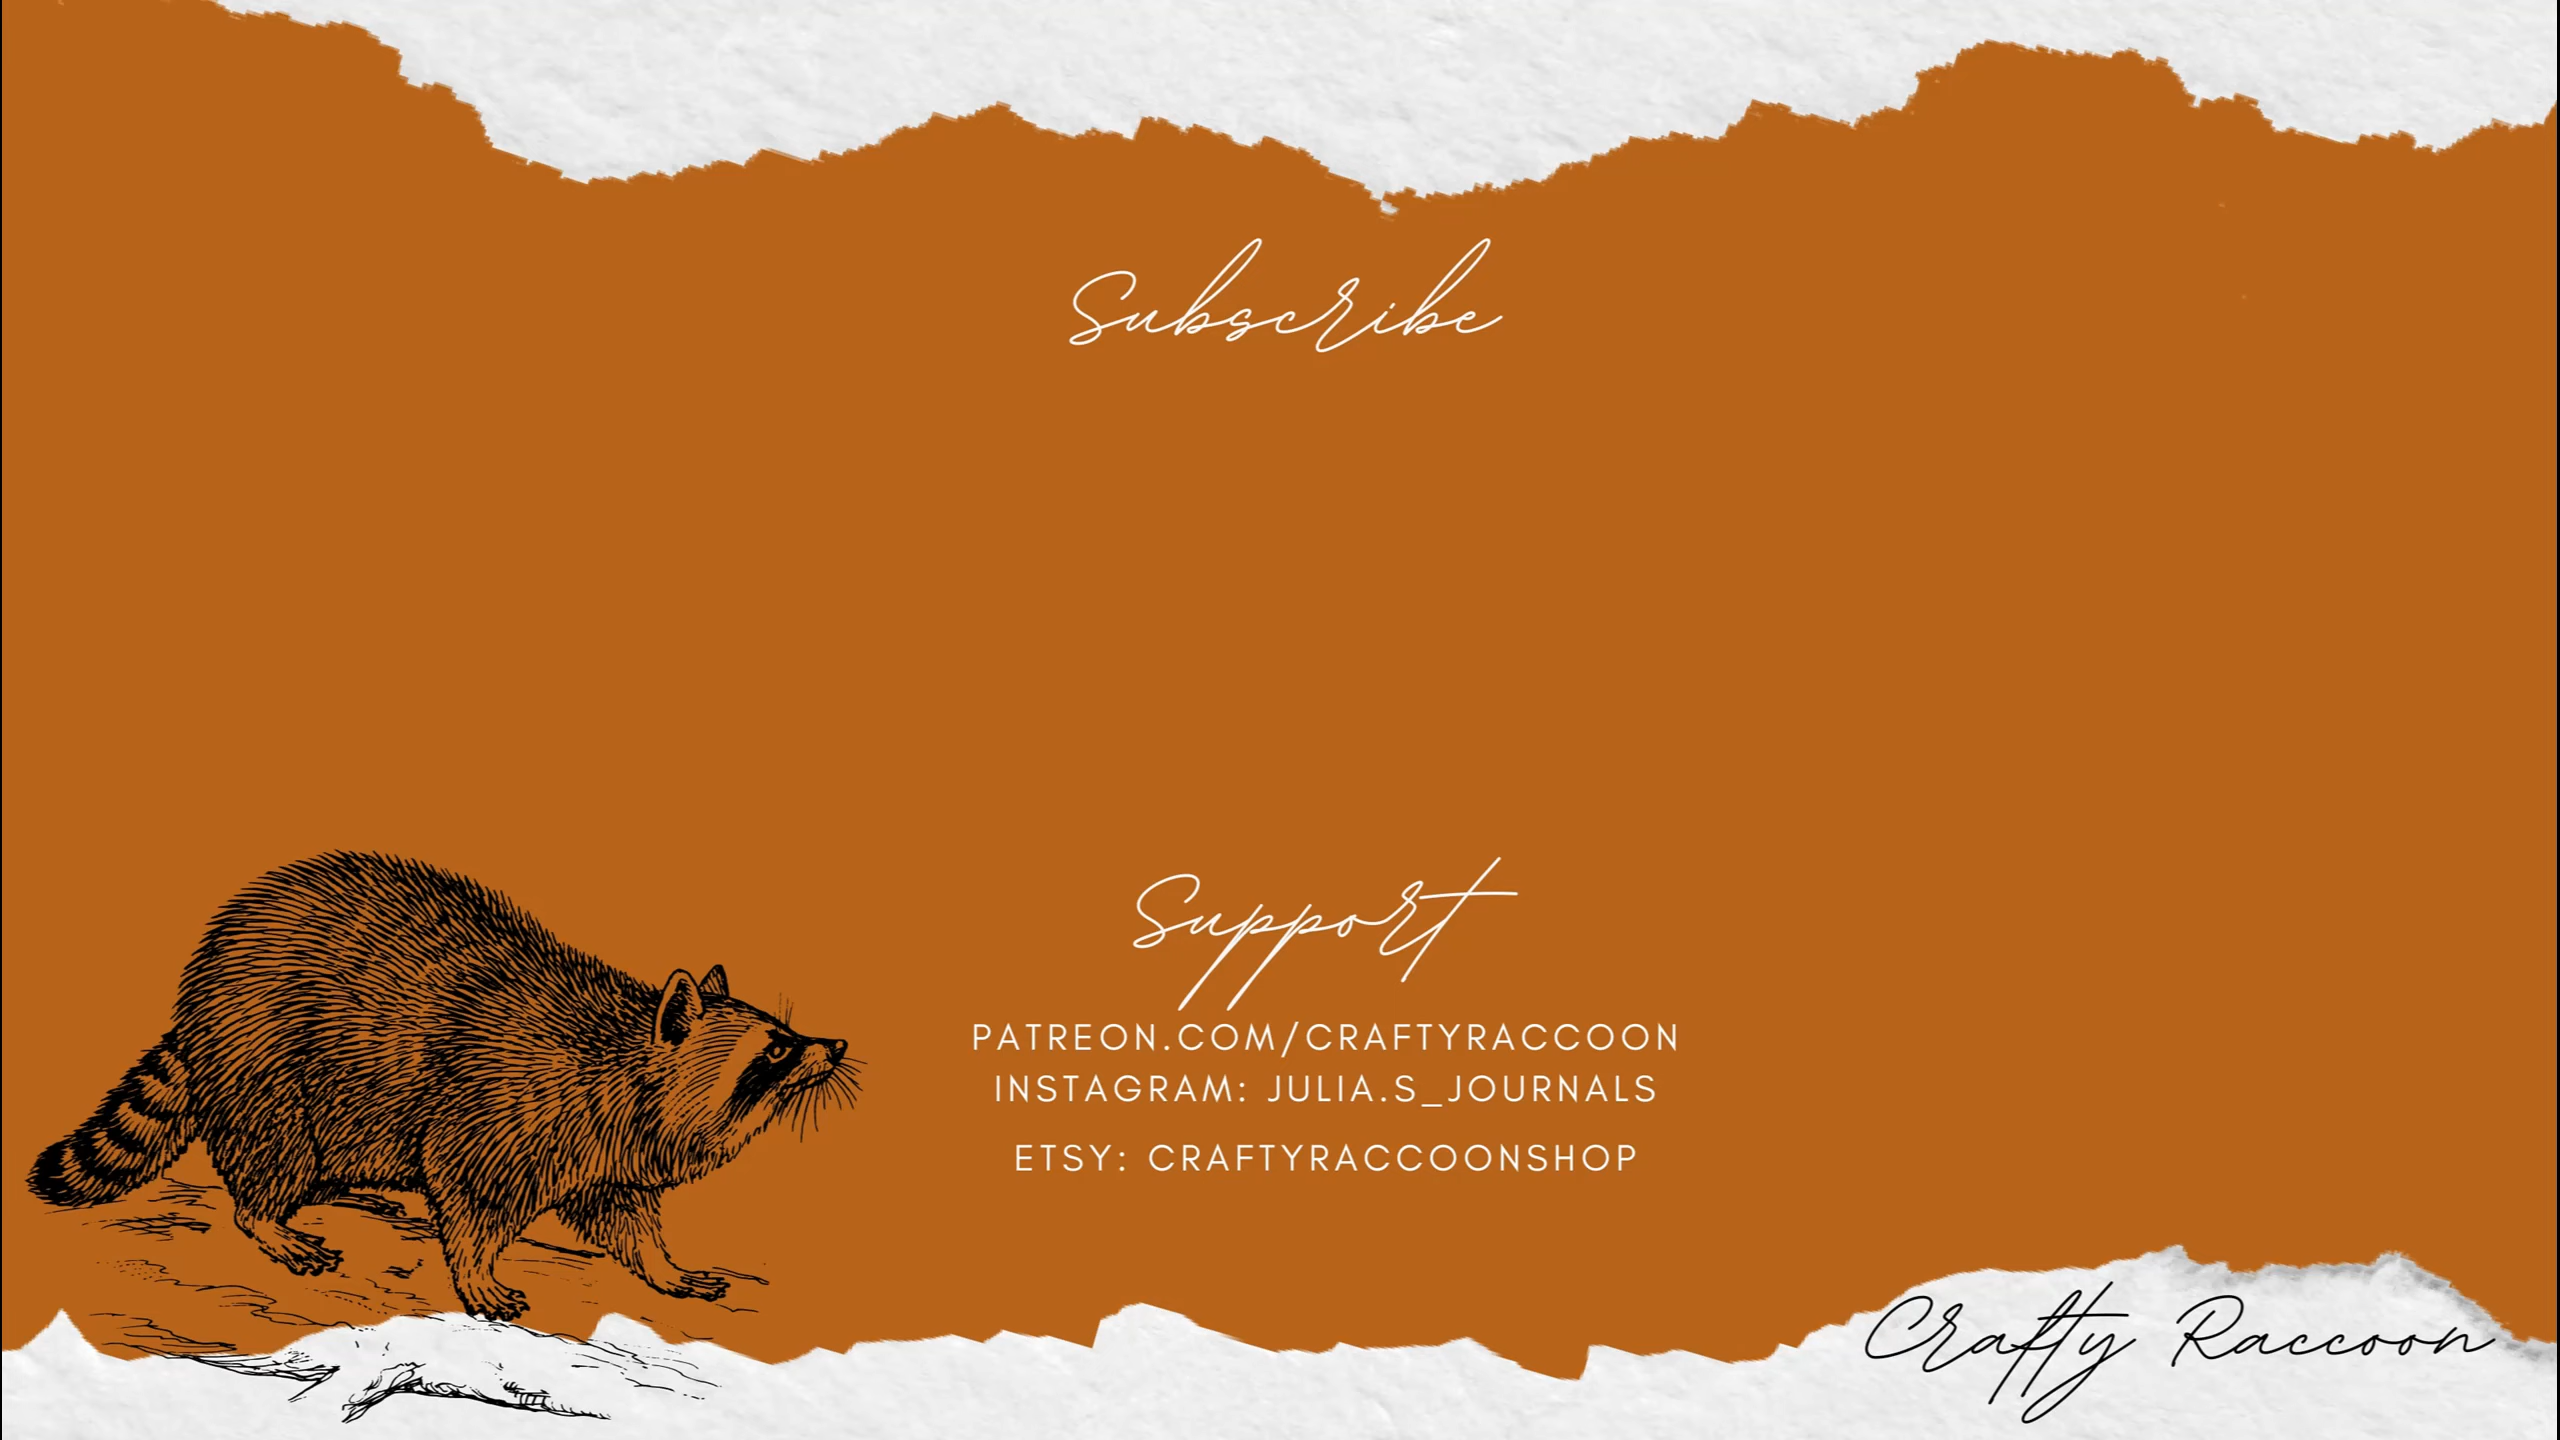 Subscribe
Support
PATREON.COM/CRAFTYRACCOON
INSTAGRAM: JULIA.S_JOURNALS
ETSY: CRAFTYRACCOONSHOP
Crafty Raccoon